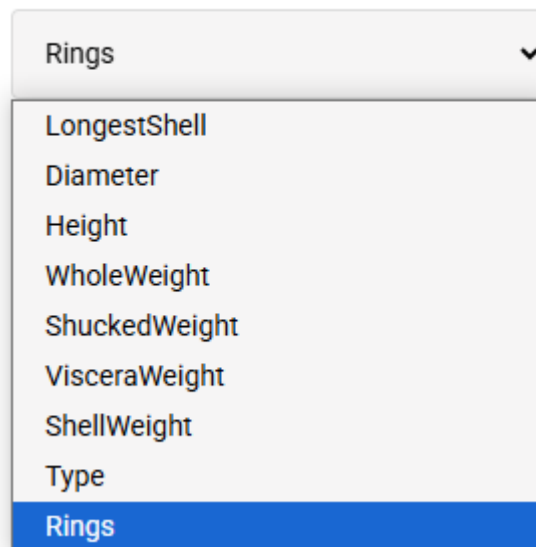 Rings
LongestShell
Diameter
Height
WholeWeight
ShuckedWeight
VisceraWeight
ShellWeight
Type
Rings